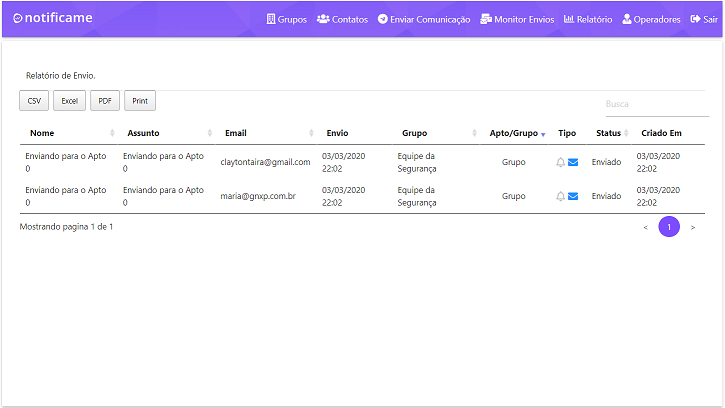 notificame
Grupos Contatos Enviar Comunicação Monitor Envios Relatório Operadores Sair
Relatório de Envio.
CSV Excel PDF Print
Busca
Nome Assunto Email Envio Grupo Apto/Grupo Tipo Status Criado Em
Enviando para o Apto Enviando para o Apto 03/03/2020 Equipe da 03/03/2020
0 0 claytontaira@gmail.com 22:02 Segurança Grupo Enviado 22:02
Enviando para o Apto Enviando para o Apto 03/03/2020 Equipe da 03/03/2020
0 0 maria@gnxp.com.br 22:02 Segurança Grupo Enviado 22:02
Mostrando pagina 1 de 1 < 1 >